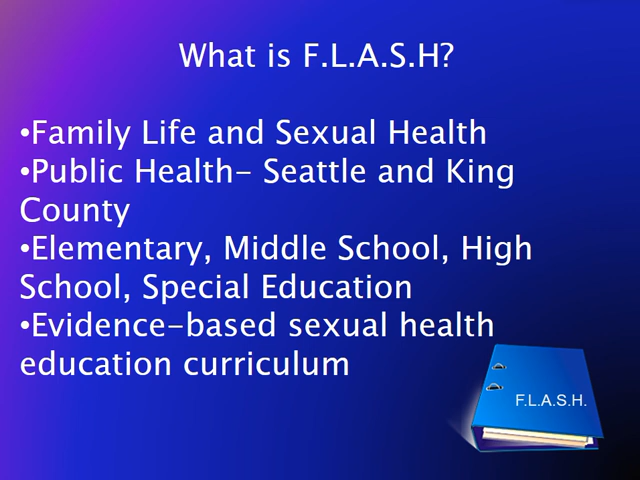 What is F.L.A.S.H?
•Family Life and Sexual Health
•Public Health- Seattle and King
County
•Elementary, Middle School, High
School, Special Education
•Evidence-based sexual health
education curriculum
F.L.A.S.H.